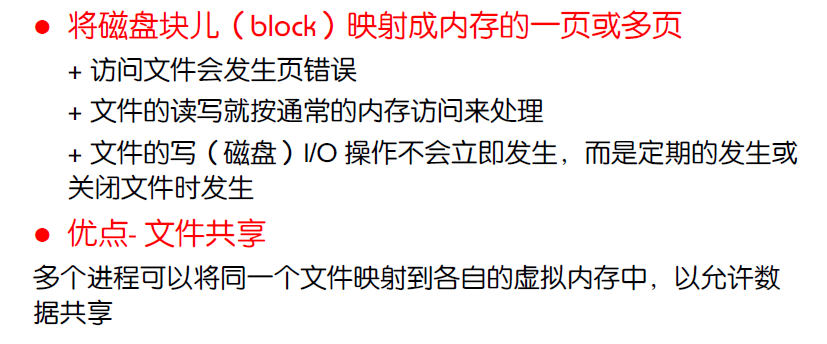 ● 将磁盘块儿（block）映射成内存的一页或多页
+ 访问文件会发生页错误
+ 文件的读写就按通常的内存访问来处理
+ 文件的写（磁盘）I/O 操作不会立即发生，而是定期的发生或
关闭文件时发生
● 优点- 文件共享
多个进程可以将同一个文件映射到各自的虚拟内存中，以允许数
据共享